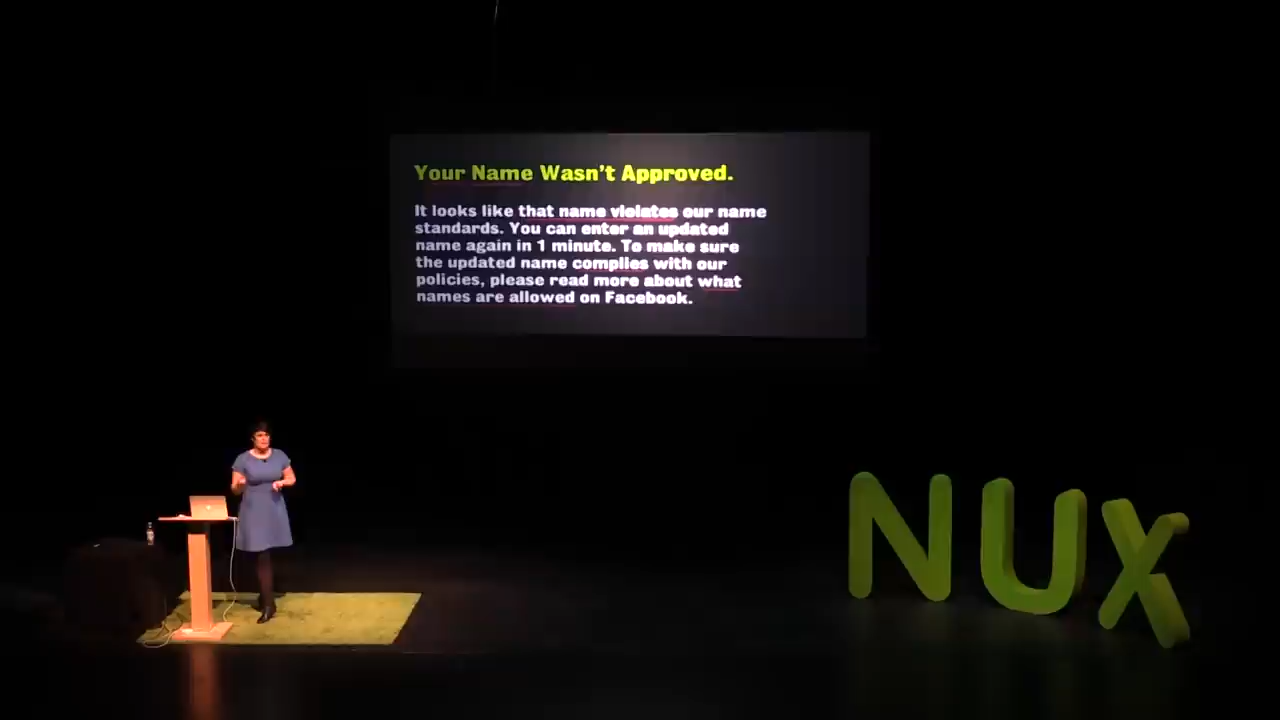 Your Name Wasn't Approved.
It looks like that name violates our name
standards. You can enter an updated
name again in 1 minute. To make sure
the updated name complies with our
policies, please read more about what
names are allowed on Facebook.
NUX